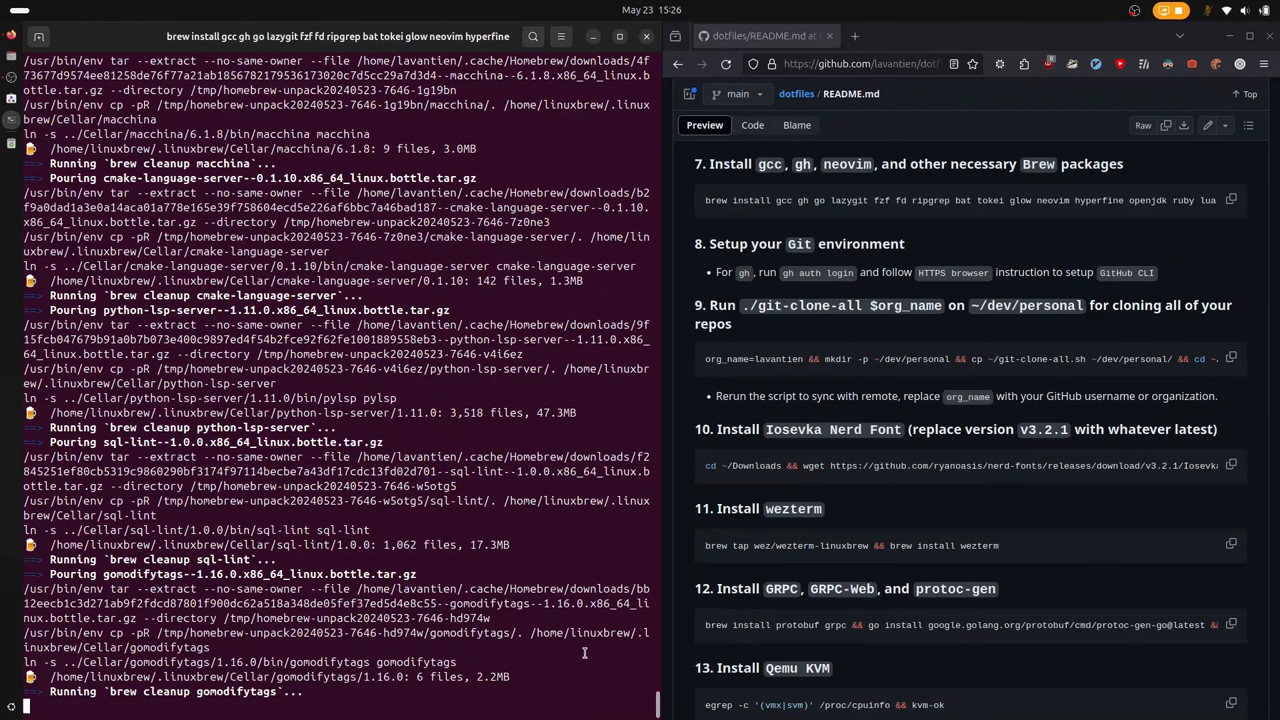 May 23  15:26
brew install gcc gh go lazygit fzf fd ripgrep bat tokei glow neovim hyperfine
/usr/bin/env tar --extract --no-same-owner --file /home/lavantien/.cache/Homebrew/downloads/4f
73677d9574ee81258de76f77a21ab18567821795361730​20c7d5cc29a7d3d4--macchina--6.1.8.x86_64_linux.b
ottle.tar.gz --directory /tmp/homebrew-unpack20240523-7646-1g19bn
/usr/bin/env cp -pR /tmp/homebrew-unpack20240523-7646-1g19bn/macchina/. /home/linuxbrew/.linux
brew/Cellar/macchina
ln -s ../Cellar/macchina/6.1.8/bin/macchina macchina
/home/linuxbrew/.linuxbrew/Cellar/macchina/6.1.8: 9 files, 3.0MB
==> Running `brew cleanup macchina`...
==> Pouring cmake-language-server--0.1.10.x86_64_linux.bottle.tar.gz
/usr/bin/env tar --extract --no-same-owner --file /home/lavantien/.cache/Homebrew/downloads/b2
f9a0dad1a3e0a14aca01a778e165e39f758604ecd5e226af6bbc7a46bad187--cmake-language-server--0.1.10.
x86_64_linux.bottle.tar.gz --directory /tmp/homebrew-unpack20240523-7646-7z0ne3
/usr/bin/env cp -pR /tmp/homebrew-unpack20240523-7646-7z0ne3/cmake-language-server/. /home/lin
uxbrew/.linuxbrew/Cellar/cmake-language-server
ln -s ../Cellar/cmake-language-server/0.1.10/bin/cmake-language-server cmake-language-server
/home/linuxbrew/.linuxbrew/Cellar/cmake-language-server/0.1.10: 142 files, 1.3MB
==> Running `brew cleanup cmake-language-server`...
==> Pouring python-lsp-server--1.11.0.x86_64_linux.bottle.tar.gz
/usr/bin/env tar --extract --no-same-owner --file /home/lavantien/.cache/Homebrew/downloads/9f
15fcb047679b91a0b7b073e6e400c9897ed4f54b2fce92f62fe1001889558eb3--python-lsp-server--1.11.0.x86_
64_linux.bottle.tar.gz --directory /tmp/homebrew-unpack20240523-7646-v4i6ez
/usr/bin/env cp -pR /tmp/homebrew-unpack20240523-7646-v4i6ez/python-lsp-server/. /home/linuxbr
ew/.linuxbrew/Cellar/python-lsp-server
ln -s ../Cellar/python-lsp-server/1.11.0/bin/pylsp pylsp
/home/linuxbrew/.linuxbrew/Cellar/python-lsp-server/1.11.0: 3,518 files, 47.3MB
==> Running `brew cleanup python-lsp-server`...
==> Pouring sql-lint--1.0.0.x86_64_linux.bottle.tar.gz
/usr/bin/env tar --extract --no-same-owner --file /home/lavantien/.cache/Homebrew/downloads/f2
845251ef80cb5319c9860290bf3174f97114becbe7a43df17cdc13fd02d701--sql-lint--1.0.0.x86_64_linux.b
ottle.tar.gz --directory /tmp/homebrew-unpack20240523-7646-w5otg5
/usr/bin/env cp -pR /tmp/homebrew-unpack20240523-7646-w5otg5/sql-lint/. /home/linuxbrew/.linux
brew/Cellar/sql-lint
ln -s ../Cellar/sql-lint/1.0.0/bin/sql-lint sql-lint
/home/linuxbrew/.linuxbrew/Cellar/sql-lint/1.0.0: 1,062 files, 17.3MB
==> Running `brew cleanup sql-lint`...
==> Pouring gomodifytags--1.16.0.x86_64_linux.bottle.tar.gz
/usr/bin/env tar --extract --no-same-owner --file /home/lavantien/.cache/Homebrew/downloads/bb
12eecb1c3d271ab9f2fdcd87801f900dc62a518a348de05fef37ed5d4e8c55--gomodifytags--1.16.0.x86_64_li
nux.bottle.tar.gz --directory /tmp/homebrew-unpack20240523-7646-hd974w
/usr/bin/env cp -pR /tmp/homebrew-unpack20240523-7646-hd974w/gomodifytags/. /home/linuxbrew/.l
inuxbrew/Cellar/gomodifytags
ln -s ../Cellar/gomodifytags/1.16.0/bin/gomodifytags gomodifytags
/home/linuxbrew/.linuxbrew/Cellar/gomodifytags/1.16.0: 6 files, 2.2MB
==> Running `brew cleanup gomodifytags`...
dotfiles/README.md at
https://github.com/lavantien/dotf
main
dotfiles / README.md
Top
Preview Code Blame
Raw
7. Install gcc, gh, neovim, and other necessary Brew packages
brew install gcc gh go lazygit fzf fd ripgrep bat tokei glow neovim hyperfine openjdk ruby lua
8. Setup your Git environment
• For gh, run gh auth login and follow HTTPS browser instruction to setup GitHub CLI
9. Run ./git-clone-all $org_name on ~/dev/personal for cloning all of your
repos
org_name=lavantien && mkdir -p ~/dev/personal && cp ~/git-clone-all.sh ~/dev/personal/ && cd ~.
• Rerun the script to sync with remote, replace org_name with your GitHub username or organization.
10. Install Iosevka Nerd Font (replace version v3.2.1 with whatever latest)
cd ~/Downloads && wget https://github.com/ryanoasis/nerd-fonts/releases/download/v3.2.1/Iosevka
11. Install wezterm
brew tap wez/wezterm-linuxbrew && brew install wezterm
12. Install GRPC, GRPC-Web, and protoc-gen
brew install protobuf grpc && go install google.golang.org/protobuf/cmd/protoc-gen-go@latest &
13. Install Qemu KVM
egrep -c '(vmx|svm)' /proc/cpuinfo && kvm-ok